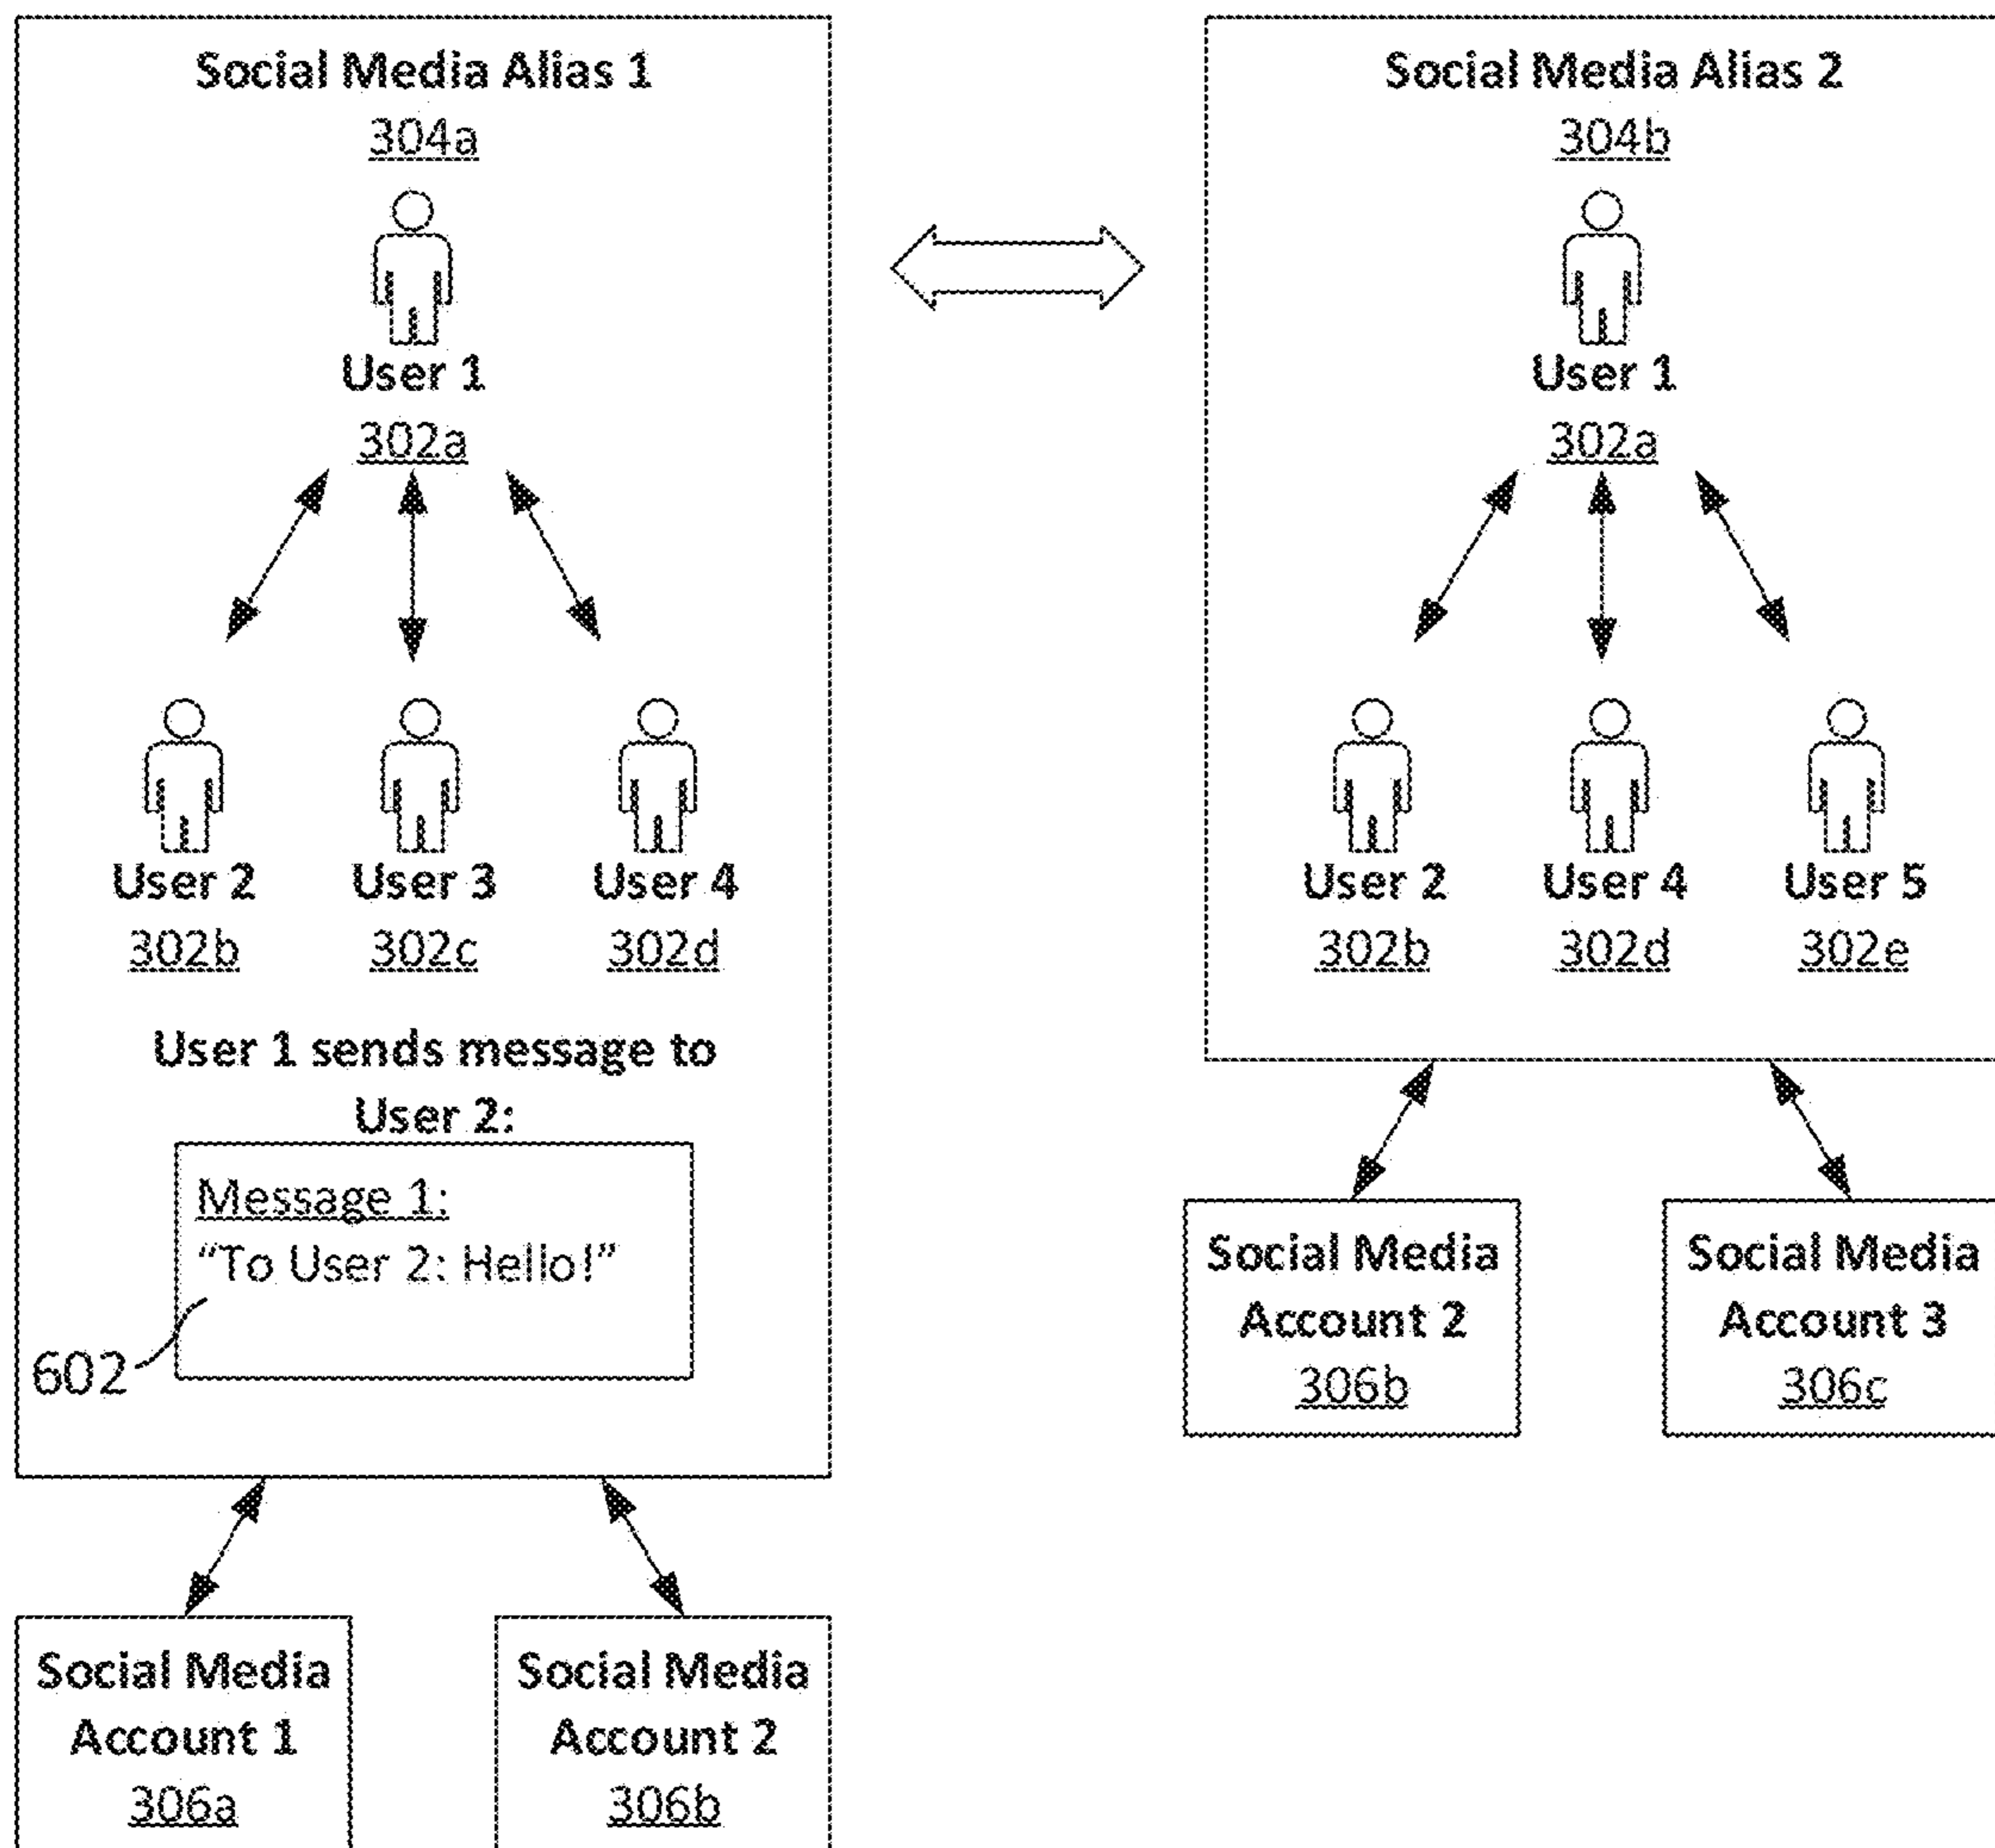 Social Media Alias 1
304a
User 1
302a
User 2
302b
User 3
302c
User 4
302d
User 1 sends message to
User 2:
Message 1:
“To User 2: Hello!”
602
Social Media
Account 1
306a
Social Media
Account 2
306b
Social Media Alias 2
304b
User 1
302a
User 2
302b
User 4
302d
User 5
302e
Social Media
Account 2
306b
Social Media
Account 3
306c